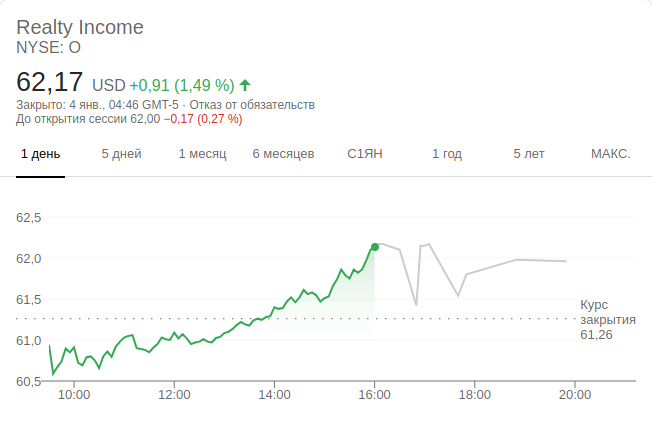 Realty Income
NYSE: O
62,17 USD +0,91 (1,49 %)
Закрыто: 4 янв., 04:46 GMT-5 · Отказ от обязательств
До открытия сессии 62,00 −0,17 (0,27 %)
1 день 5 дней 1 месяц 6 месяцев С1ЯН 1 год 5 лет МАКС.
62,5
62,0
61,5
61,0
60,5
Курс
закрытия
61,26
10:00 12:00 14:00 16:00 18:00 20:00